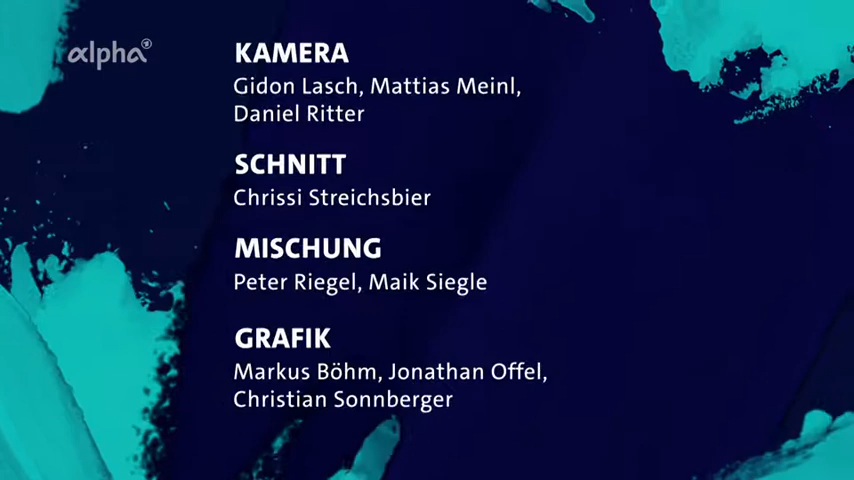 alpha
KAMERA
Gidon Lasch, Mattias Meinl,
Daniel Ritter
SCHNITT
Chrissi Streichsbier
MISCHUNG
Peter Riegel, Maik Siegle
GRAFIK
Markus Böhm, Jonathan Offel,
Christian Sonnberger